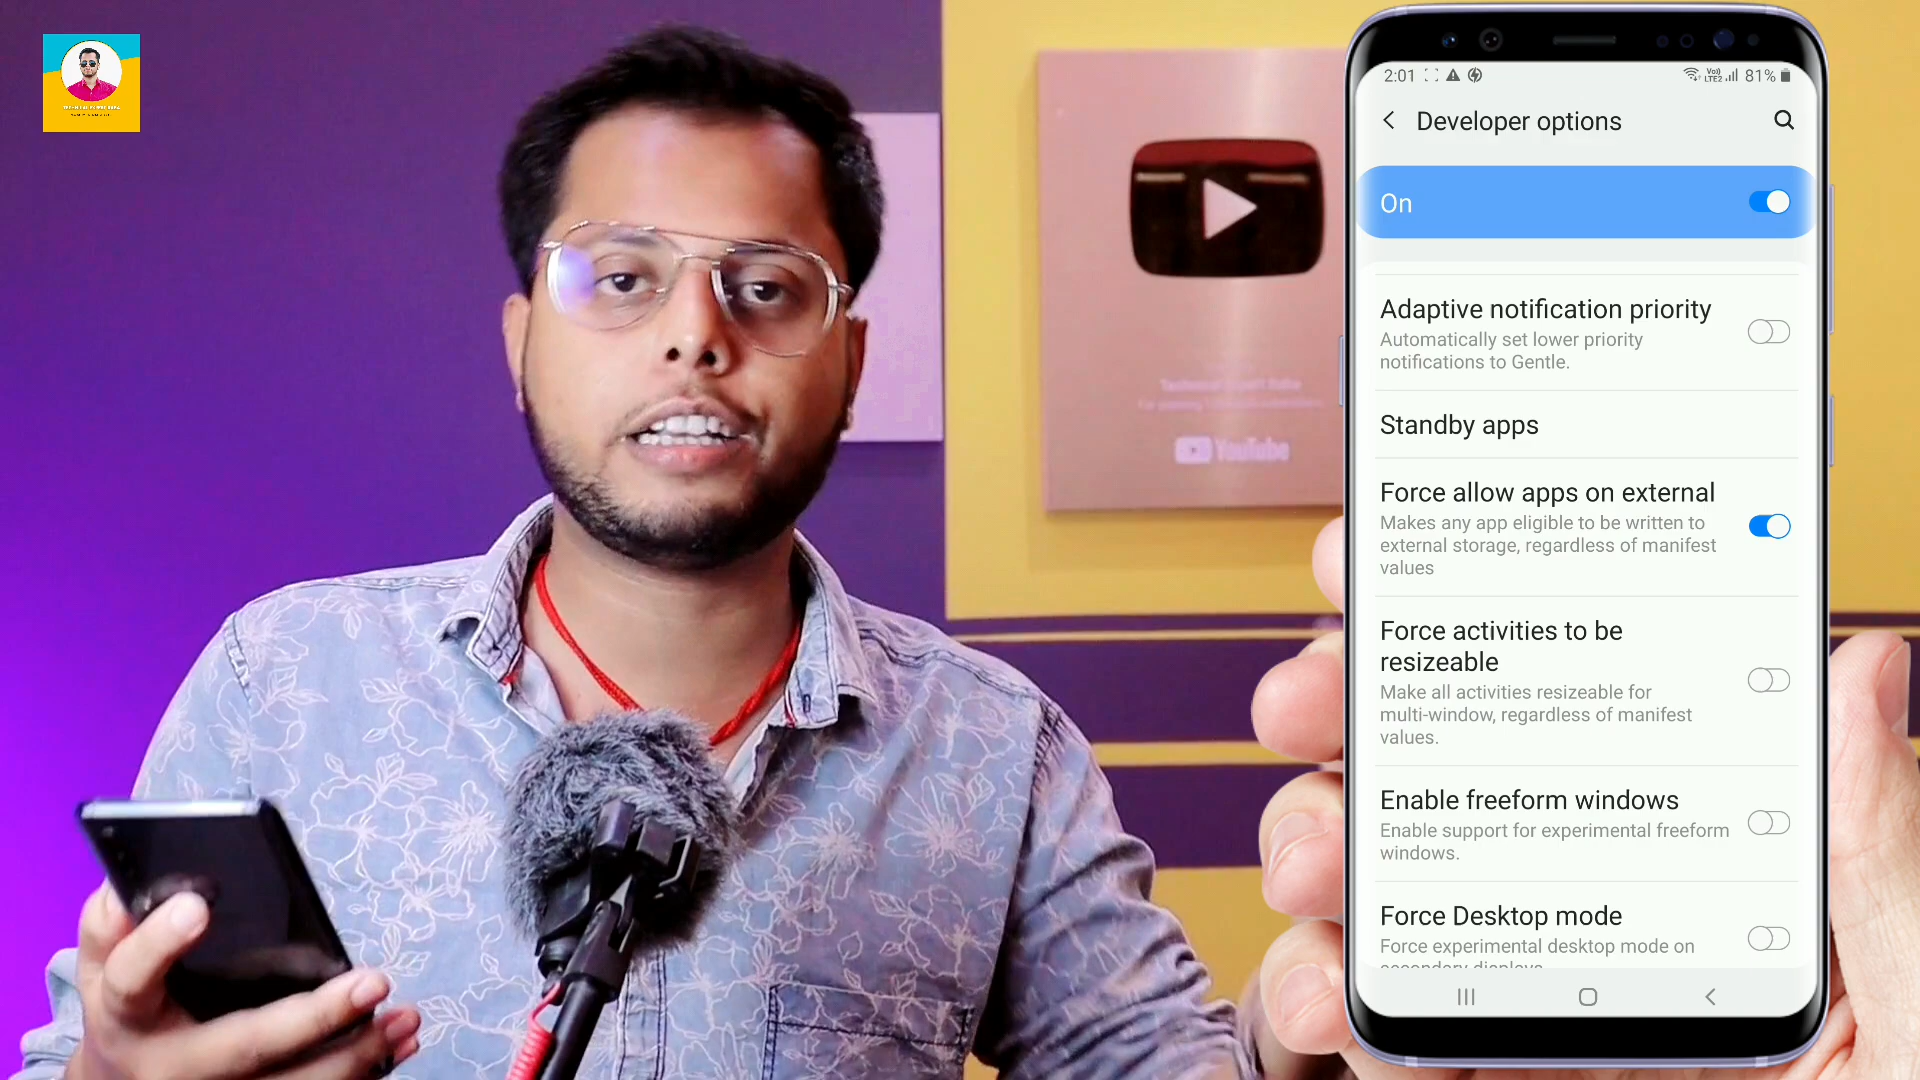 2:01
81%
Developer options
On
Adaptive notification priority
Automatically set lower priority
notifications to Gentle.
Standby apps
Force allow apps on external
Makes any app eligible to be written to
external storage, regardless of manifest
values
Force activities to be
resizeable
Make all activities resizeable for
multi-window, regardless of manifest
values.
Enable freeform windows
Enable support for experimental freeform
windows.
Force Desktop mode
Force experimental desktop mode on
secondary displays.
YouTube